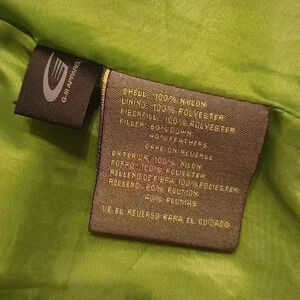 G-III APPAREL
SHELL: 100% NYLON
LINING: 100% POLYESTER
FIBERFILL: 100% POLYESTER
FILLER: 60% DOWN
40% FEATHERS
CARE ON REVERSE
EXTERIOR: 100% NILON
FORRO: 100% POLIESTER
RELLENO DE FIBRA: 100% POLIESTER
RELLENO: 60% PLUMON
40% PLUMAS
VE EL REVERSO PARA EL CUIDADO